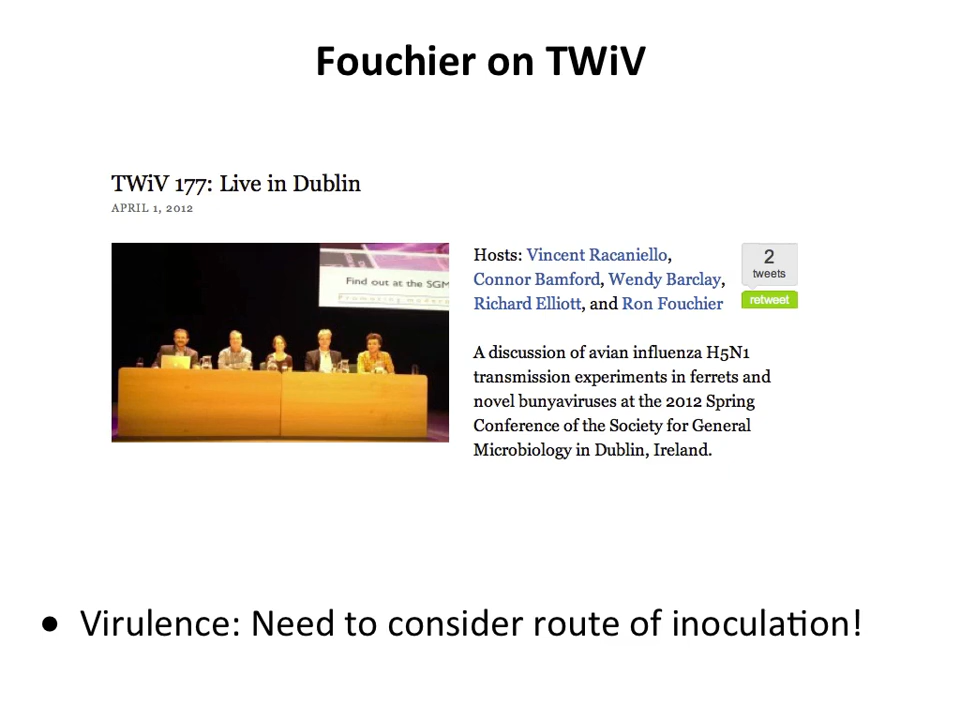 Fouchier on TWiV
TWiV 177: Live in Dublin
APRIL 1, 2012
Find out at the SGM
Promoting modern
Hosts: Vincent Racaniello,
Connor Bamford, Wendy Barclay,
Richard Elliott, and Ron Fouchier
2
tweets
retweet
A discussion of avian influenza H5N1
transmission experiments in ferrets and
novel bunyaviruses at the 2012 Spring
Conference of the Society for General
Microbiology in Dublin, Ireland.
• Virulence: Need to consider route of inoculation!